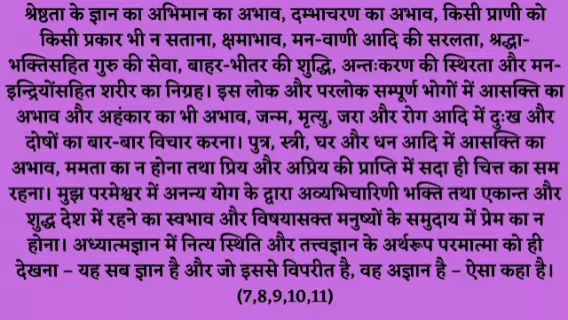 श्रेष्ठता के ज्ञान का अभिमान का अभाव, दम्भाचरण का अभाव, किसी प्राणी को
किसी प्रकार भी न सताना, क्षमाभाव, मन-वाणी आदि की सरलता, श्रद्धा-
भक्तिसहित गुरु की सेवा, बाहर-भीतर की शुद्धि, अन्तःकरण की स्थिरता और मन-
इन्द्रियोंसहित शरीर का निग्रह। इस लोक और परलोक सम्पूर्ण भोगों में आसक्ति का
अभाव और अहंकार का भी अभाव, जन्म, मृत्यु, जरा और रोग आदि में दुःख और
दोषों का बार-बार विचार करना। पुत्र, स्त्री, घर और धन आदि में आसक्ति का
अभाव, ममता का न होना तथा प्रिय और अप्रिय की प्राप्ति में सदा ही चित्त का सम
रहना। मुझ परमेश्वर में अनन्य योग के द्वारा अव्यभिचारिणी भक्ति तथा एकान्त और
शुद्ध देश में रहने का स्वभाव और विषयासक्त मनुष्यों के समुदाय में प्रेम का न
होना। अध्यात्मज्ञान में नित्य स्थिति और तत्त्वज्ञान के अर्थरूप परमात्मा को ही
देखना – यह सब ज्ञान है और जो इससे विपरीत है, वह अज्ञान है – ऐसा कहा है।
(7,8,9,10,11)